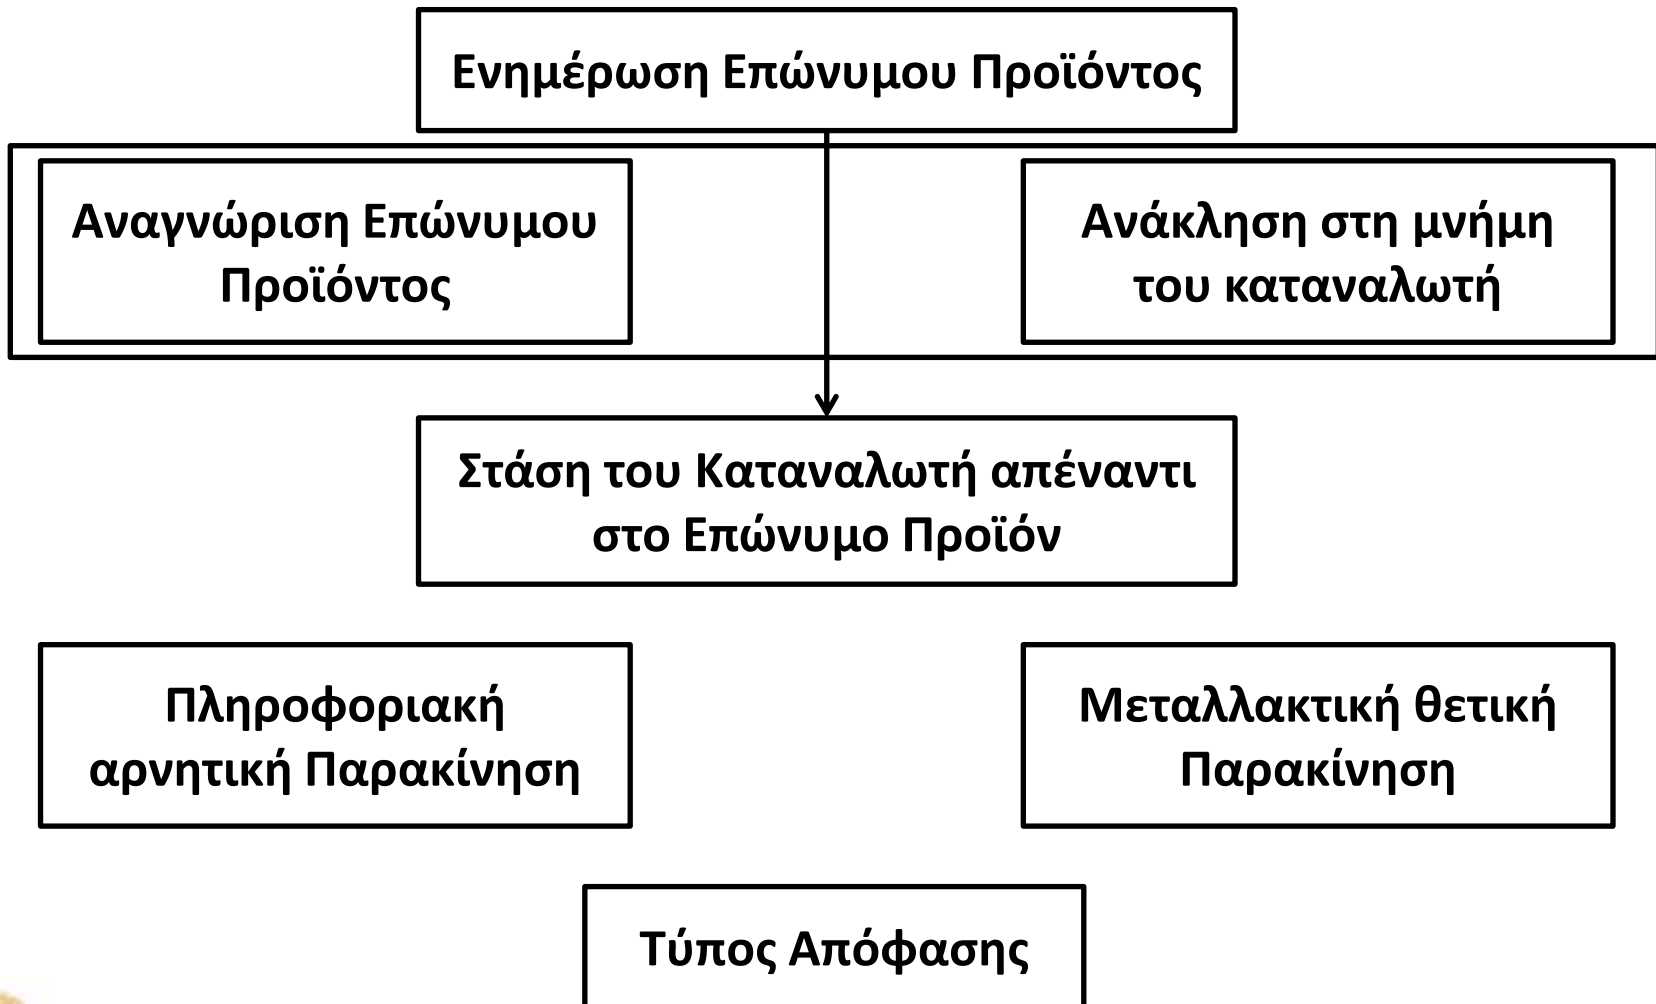 Ενημέρωση Επώνυμου Προϊόντος
Αναγνώριση Επώνυμου
Προϊόντος
Ανάκληση στη μνήμη
του καταναλωτή
Στάση του Καταναλωτή απέναντι
στο Επώνυμο Προϊόν
Πληροφοριακή
αρνητική Παρακίνηση
Μεταλλακτική θετική
Παρακίνηση
Τύπος Απόφασης